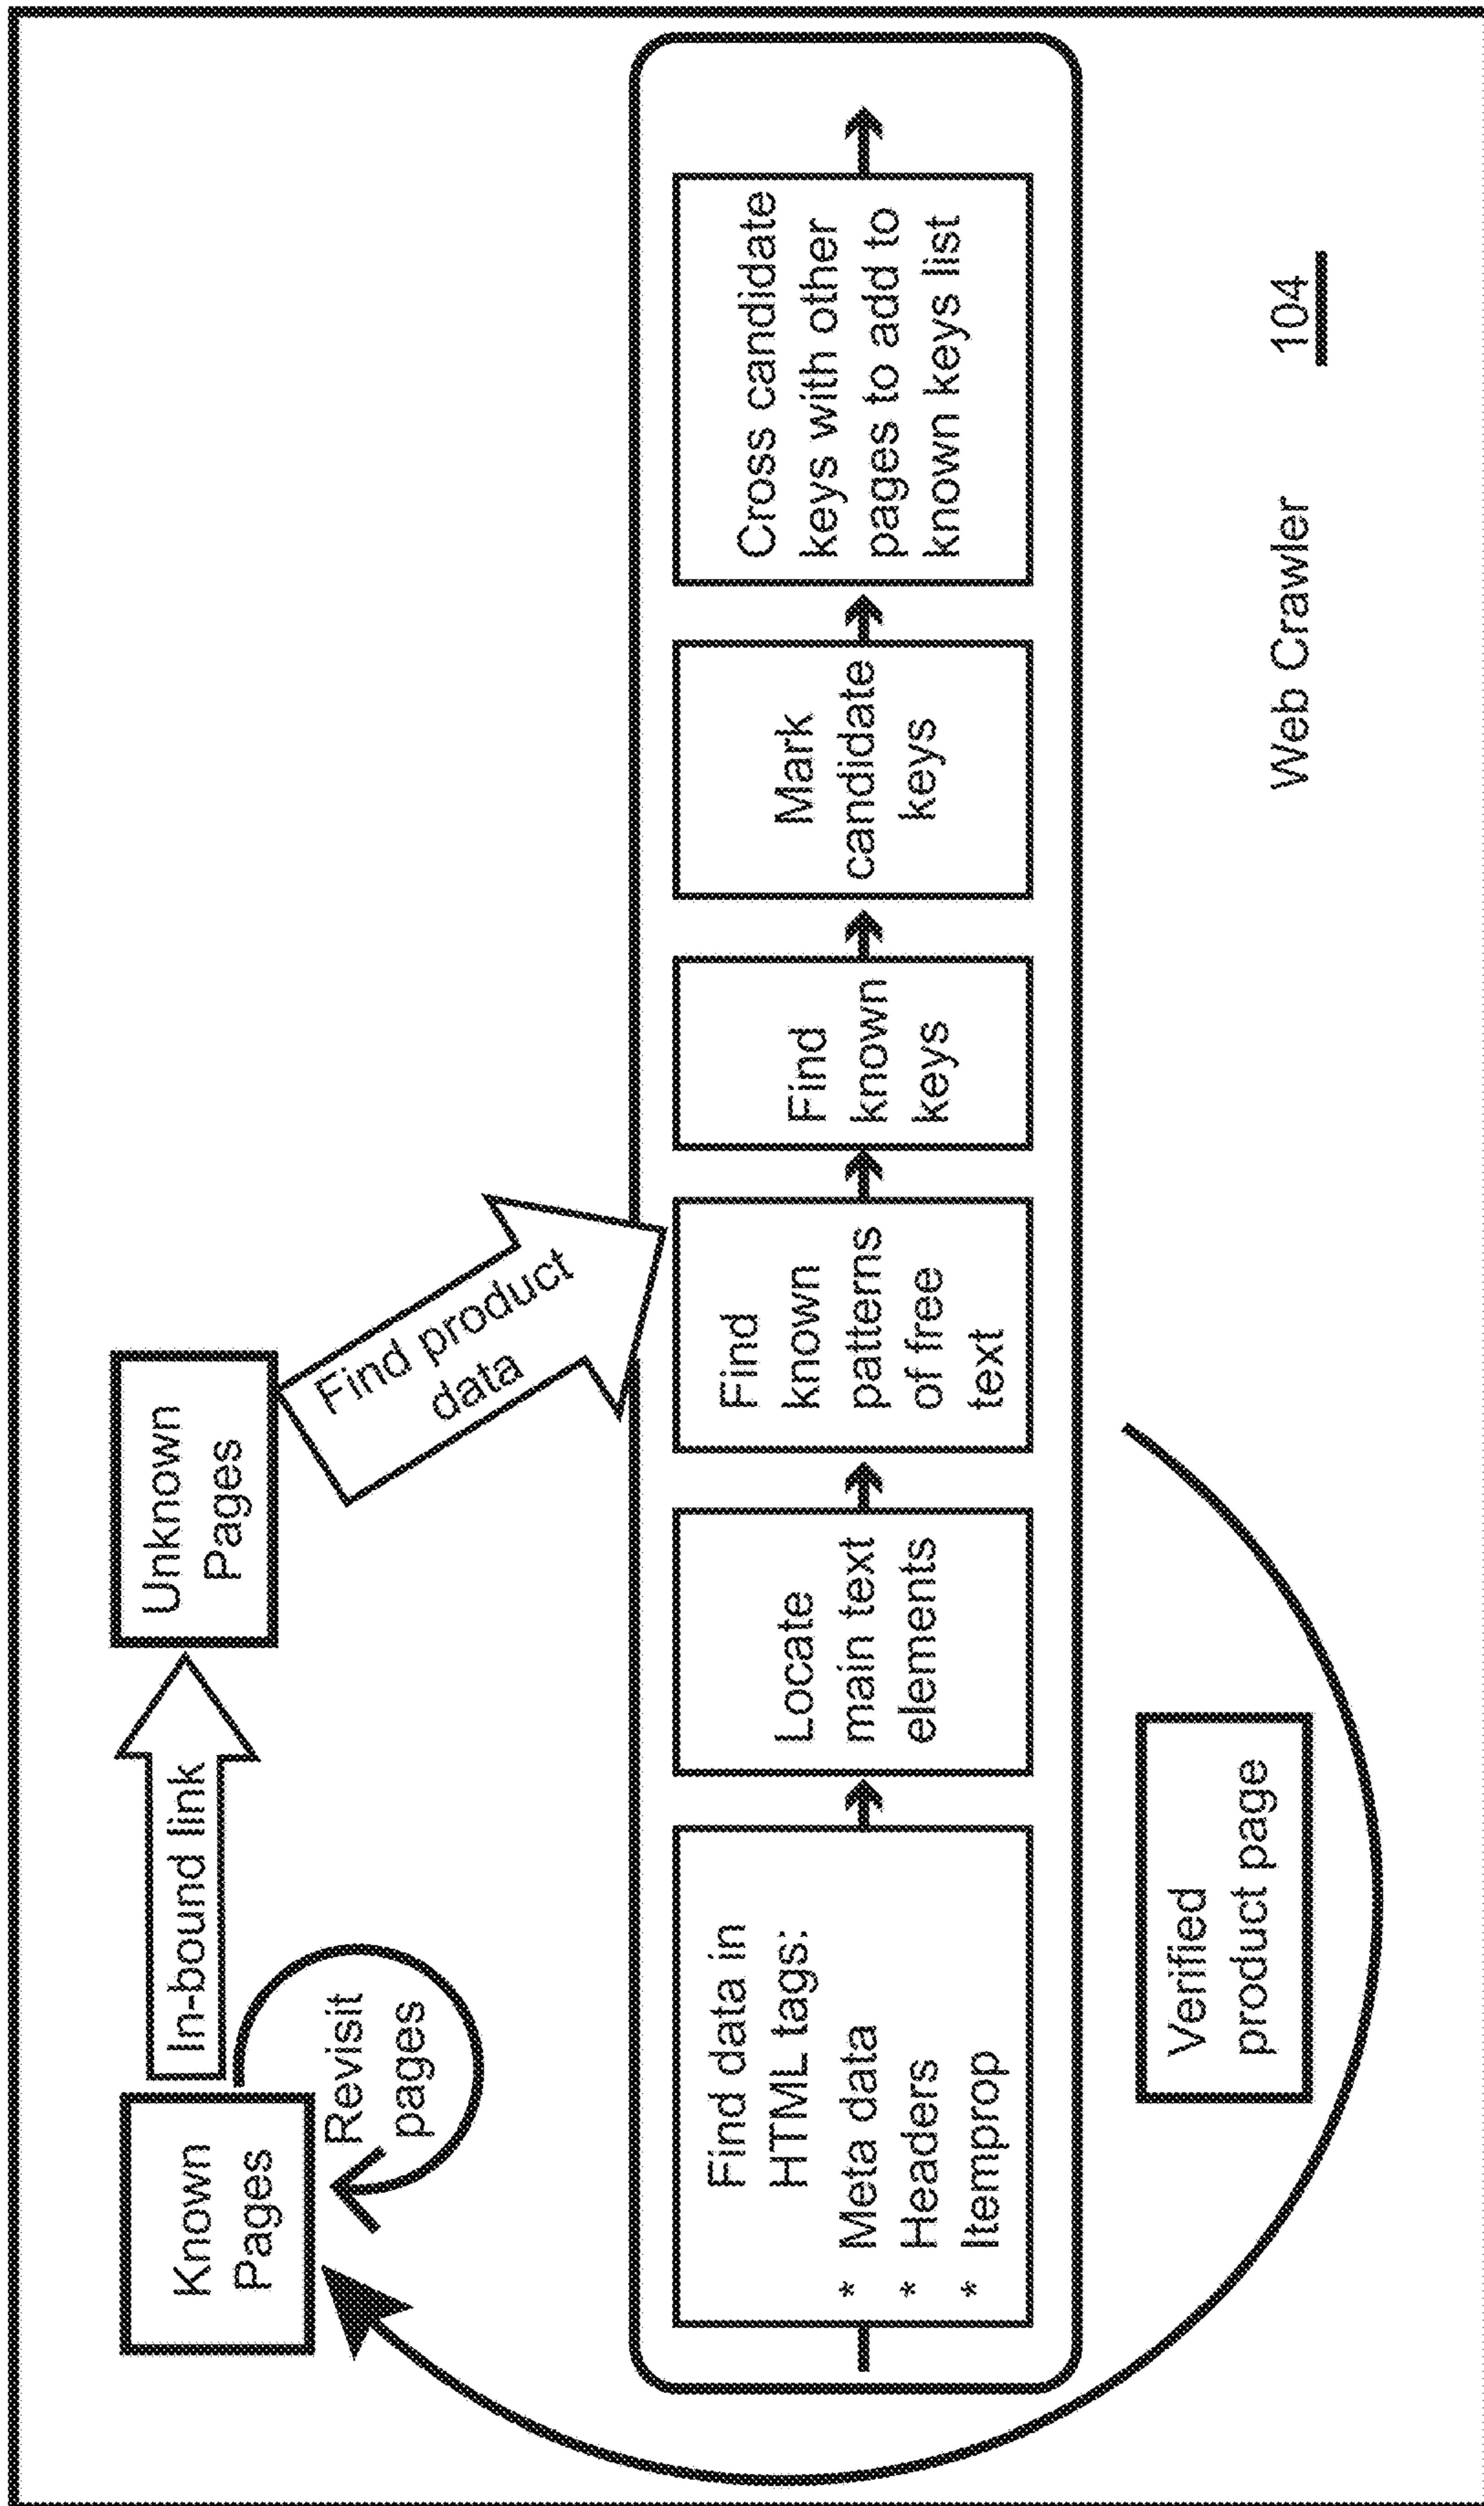 Known
Pages
In-bound link
Unknown
Pages
Revisit
pages
Find product
data
Find data in
HTML tags:
* Meta data
* Headers
* Itemprop
Locate
main text
elements
Find
known
patterns
of free
text
Find
known
keys
Mark
candidate
keys
Cross candidate
keys with other
pages to add to
known keys list
Verified
product page
Web Crawler 104